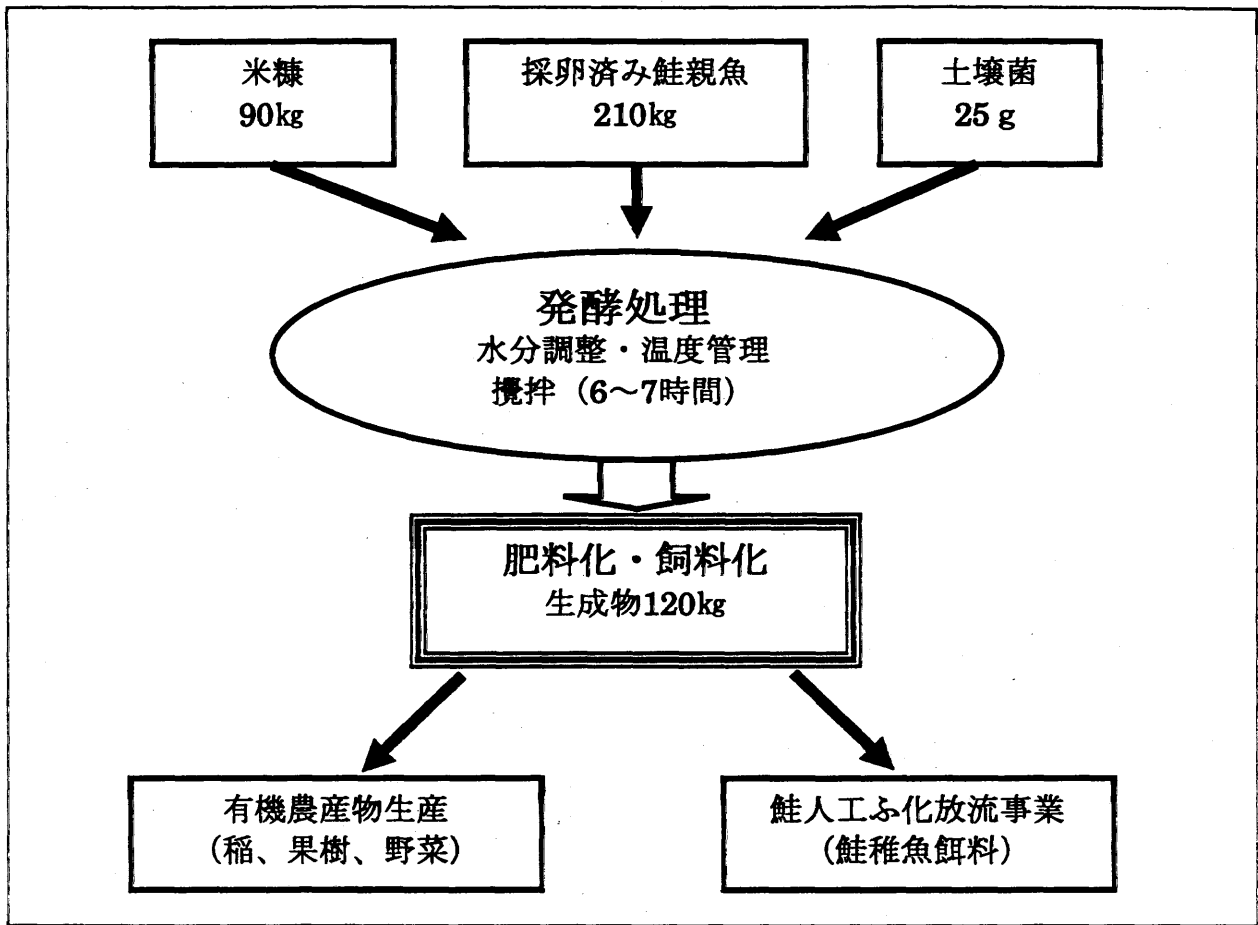 米糠
90㎏
採卵済み鮭親魚
210㎏
土壌菌
25 g
発酵処理
水分調整・温度管理
攪拌（6～7時間）
肥料化・飼料化
生成物120㎏
有機農産物生産
（稲、果樹、野菜）
鮭人工ふ化放流事業
（鮭稚魚餌料）